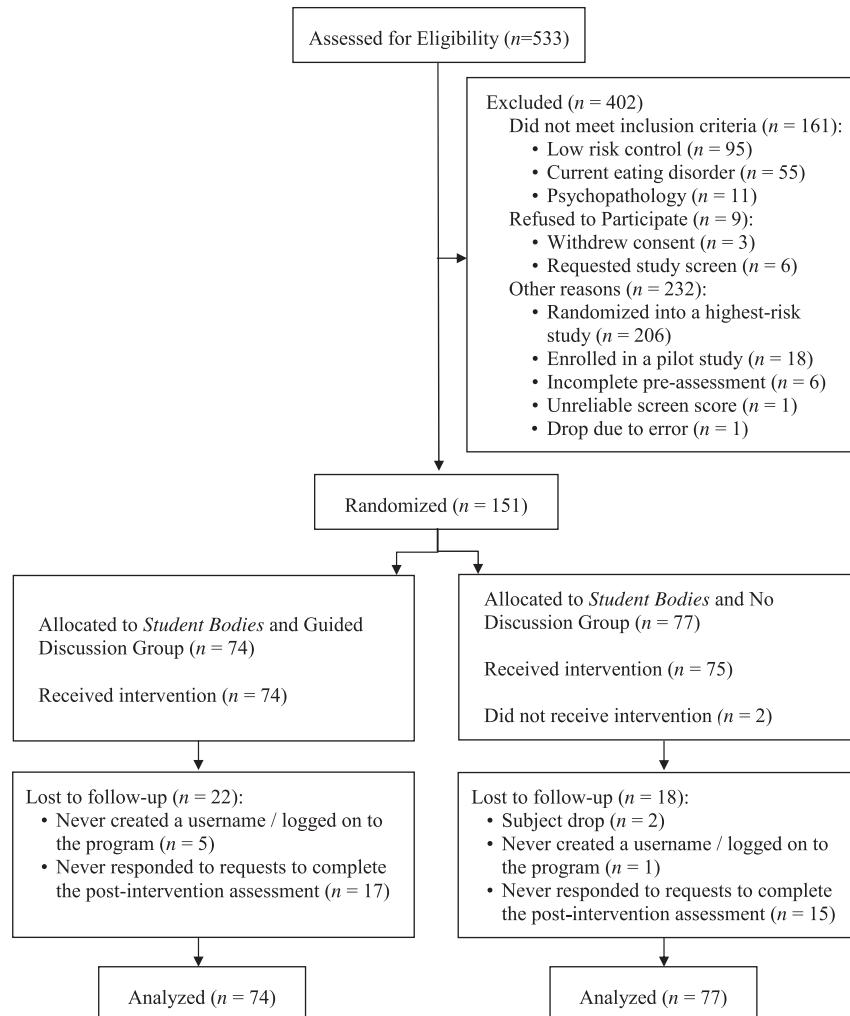 Assessed for Eligibility (n=533)
Excluded (n = 402)
Did not meet inclusion criteria (n = 161):
• Low risk control (n = 95)
• Current eating disorder (n = 55)
• Psychopathology (n = 11)
Refused to Participate (n = 9):
• Withdrew consent (n = 3)
• Requested study screen (n = 6)
Other reasons (n = 232):
• Randomized into a highest-risk
study (n = 206)
• Enrolled in a pilot study (n = 18)
• Incomplete pre-assessment (n = 6)
• Unreliable screen score (n = 1)
• Drop due to error (n = 1)
Randomized (n = 151)
Allocated to Student Bodies and Guided
Discussion Group (n = 74)
Received intervention (n = 74)
Allocated to Student Bodies and No
Discussion Group (n = 77)
Received intervention (n = 75)
Did not receive intervention (n = 2)
Lost to follow-up (n = 22):
• Never created a username / logged on to
the program (n = 5)
• Never responded to requests to complete
the post-intervention assessment (n = 17)
Lost to follow-up (n = 18):
• Subject drop (n = 2)
• Never created a username / logged on to
the program (n = 1)
• Never responded to requests to complete
the post-intervention assessment (n = 15)
Analyzed (n = 74)
Analyzed (n = 77)